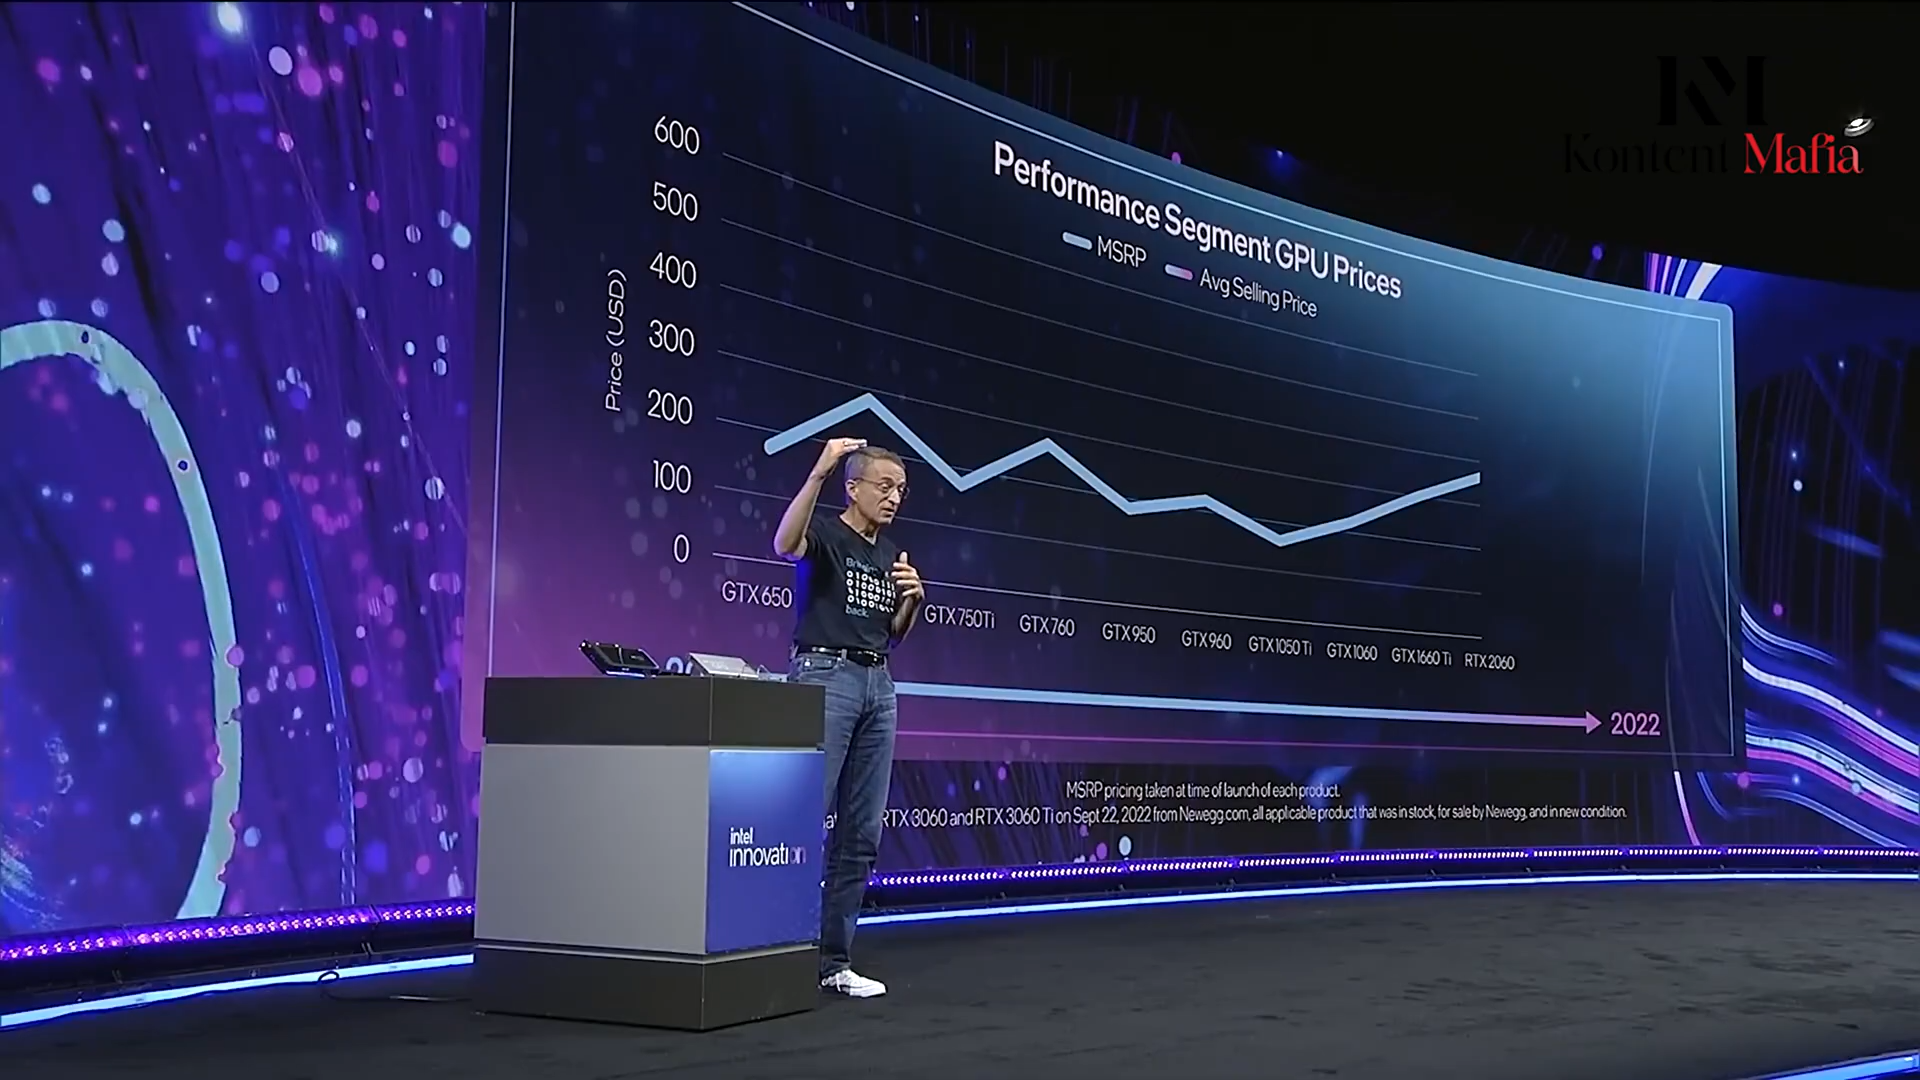 KM
Kontent Mafia
Performance Segment GPU Prices
MSRP
Avg Selling Price
Price (USD)
600
500
400
300
200
100
0
GTX 650
GTX 750Ti
GTX 760
GTX 950
GTX 960
GTX 1050 Ti
GTX 1060
GTX 1660 Ti
RTX 2060
2022
MSRP pricing taken at time of launch of each product.
RTX 3060 and RTX 3060 Ti on Sept 22, 2022 from Newegg.com, all applicable product that was in stock, for sale by Newegg, and in new condition.
back.
intel
innovation